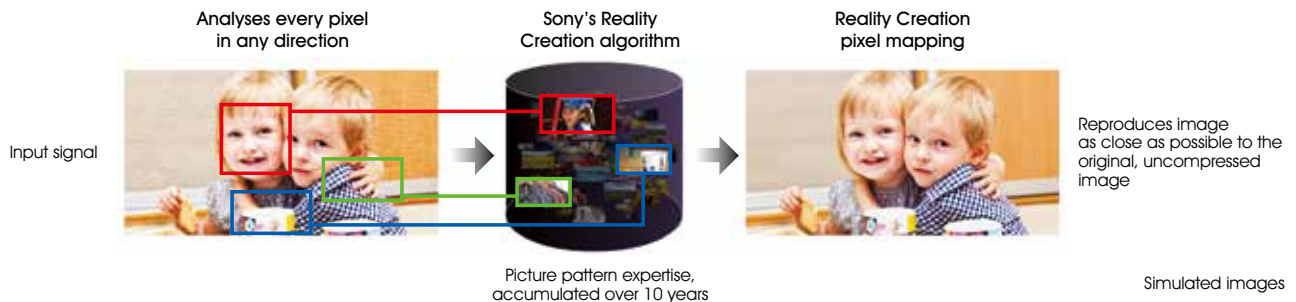 Analyses every pixel
in any direction
Sony's Reality
Creation algorithm
Reality Creation
pixel mapping
Input signal
Reproduces image
as close as possible to the
original, uncompressed
image
Picture pattern expertise,
accumulated over 10 years
Simulated images